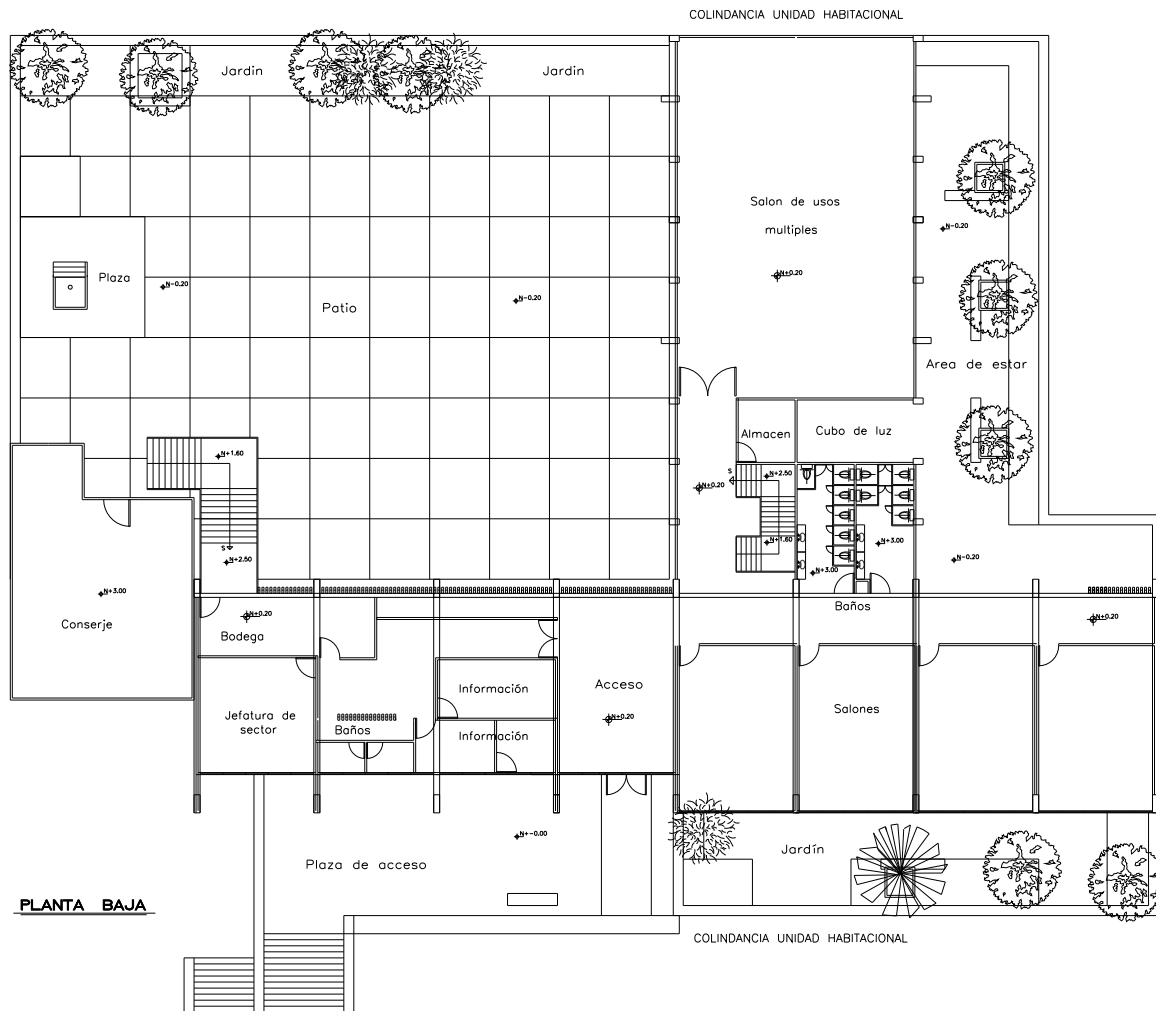 COLINDANCIA UNIDAD HABITACIONAL
Jardin
Jardin
Salon de usos
multiples
N+0.20
N-0.20
Plaza
N-0.20
Patio
N-0.20
Area de estar
Almacen
Cubo de luz
N+1.60
S
N+2.50
N+0.20
N+1.60
N+3.00
N+3.00
S
N+2.50
N-0.20
N+3.00
Conserje
N+0.20
Bodega
Baños
N+0.20
Información
Acceso
N+0.20
Jefatura de
sector
Baños
Información
Salones
N+-0.00
Plaza de acceso
Jardín
PLANTA BAJA
COLINDANCIA UNIDAD HABITACIONAL